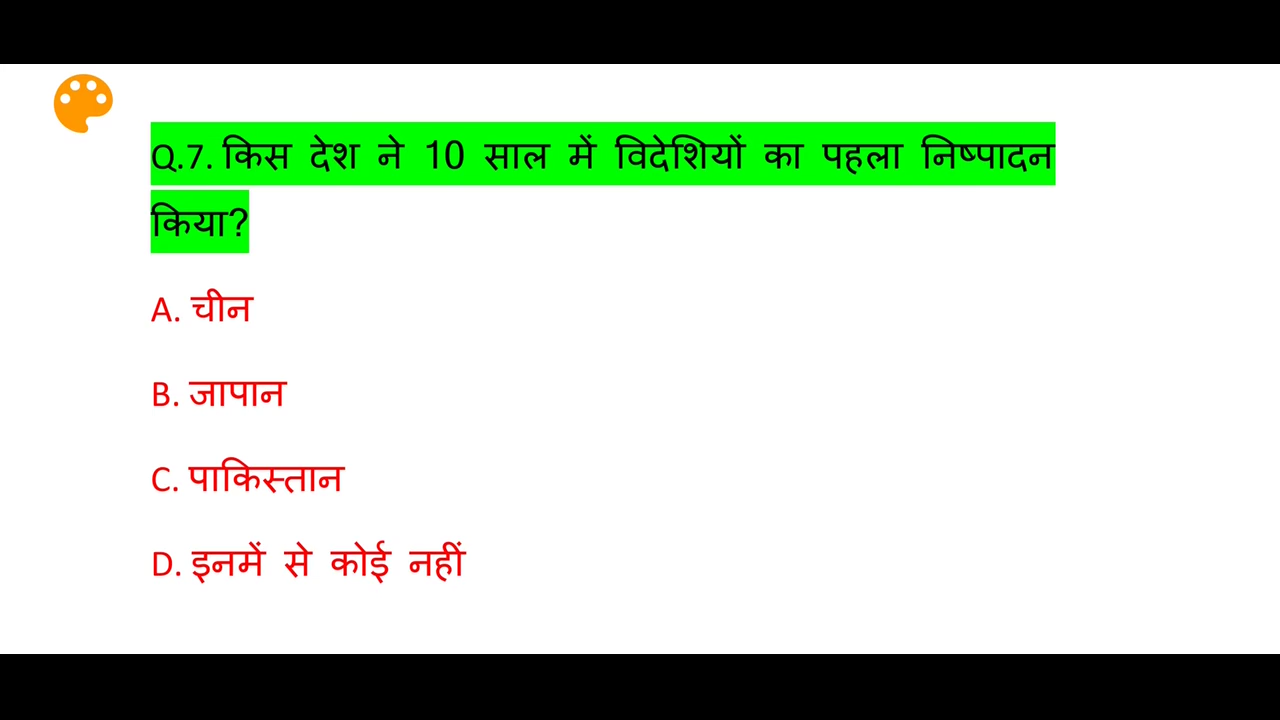 Q.7. किस देश ने 10 साल में विदेशियों का पहला निष्पादन
किया?
A. चीन
B. जापान
C. पाकिस्तान
D. इनमें से कोई नहीं